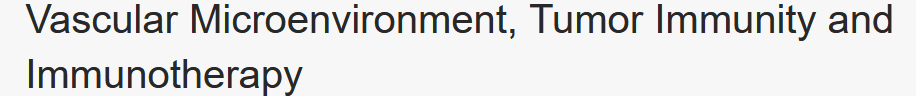 Vascular Microenvironment, Tumor Immunity and
Immunotherapy